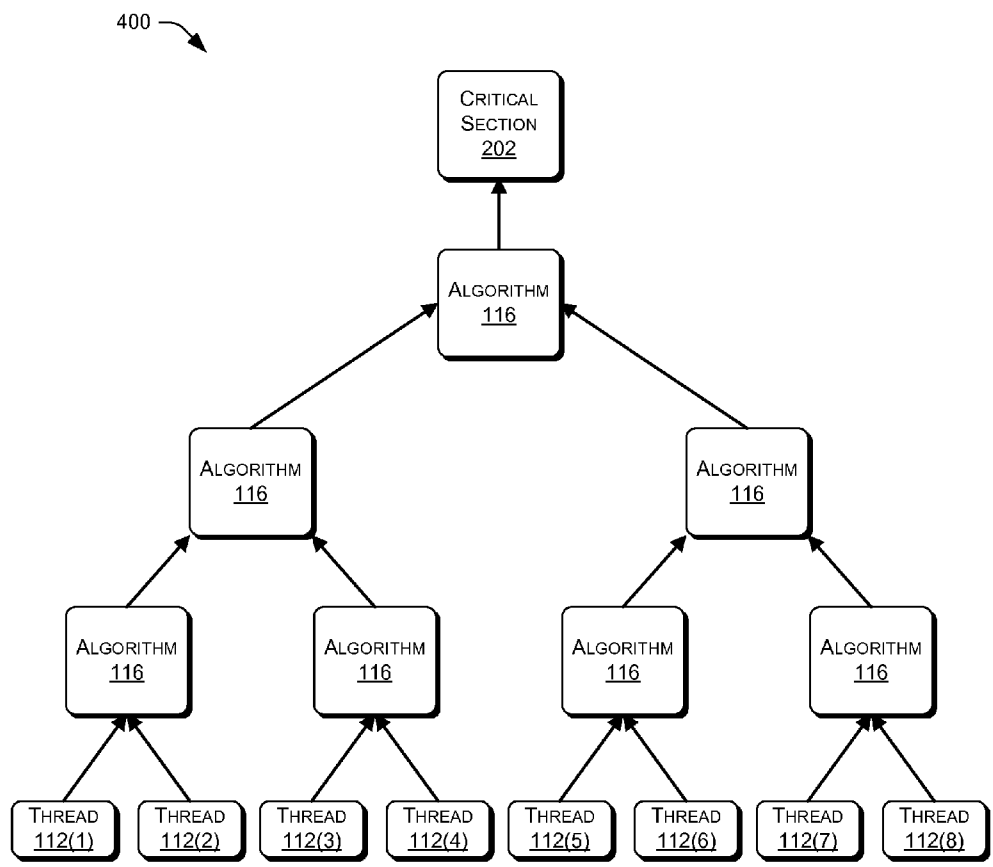 400
CRITICAL
SECTION
202
ALGORITHM
116
ALGORITHM
116
ALGORITHM
116
ALGORITHM
116
ALGORITHM
116
ALGORITHM
116
ALGORITHM
116
THREAD
112(1)
THREAD
112(2)
THREAD
112(3)
THREAD
112(4)
THREAD
112(5)
THREAD
112(6)
THREAD
112(7)
THREAD
112(8)